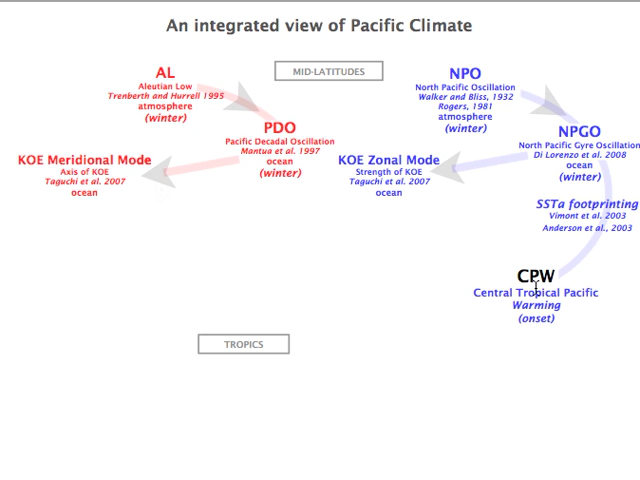 An integrated view of Pacific Climate
MID-LATITUDES
AL
Aleutian Low
Trenberth and Hurrell 1995
atmosphere
(winter)
PDO
Pacific Decadal Oscillation
Mantua et al. 1997
ocean
(winter)
KOE Meridional Mode
Axis of KOE
Taguchi et al. 2007
ocean
NPO
North Pacific Oscillation
Walker and Bliss, 1932
Rogers, 1981
atmosphere
(winter)
NPGO
North Pacific Gyre Oscillation
Di Lorenzo et al. 2008
ocean
(winter)
KOE Zonal Mode
Strength of KOE
Taguchi et al. 2007
ocean
SSTa footprinting
Vimont et al. 2003
Anderson et al., 2003
CPW
Central Tropical Pacific
Warming
(onset)
TROPICS